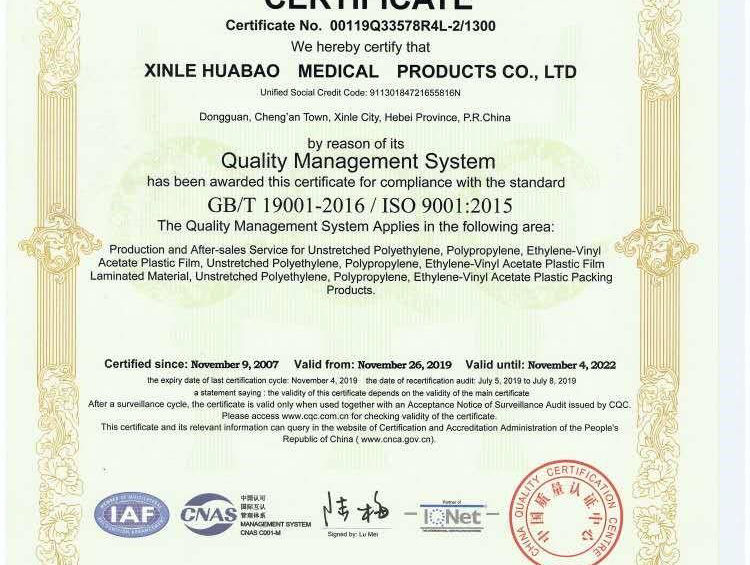 CERTIFICATE
Certificate No. 00119Q33578R4L-2/1300
We hereby certify that
XINLE HUABAO MEDICAL PRODUCTS CO., LTD
Unified Social Credit Code: 91130184721655816N
Dongguan, Cheng'an Town, Xinle City, Hebei Province, P.R.China
by reason of its
Quality Management System
has been awarded this certificate for compliance with the standard
GB/T 19001-2016 / ISO 9001:2015
The Quality Management System Applies in the following area:
Production and After-sales Service for Unstretched Polyethylene, Polypropylene, Ethylene-Vinyl
Acetate Plastic Film, Unstretched Polyethylene, Polypropylene, Ethylene-Vinyl Acetate Plastic Film
Laminated Material, Unstretched Polyethylene, Polypropylene, Ethylene-Vinyl Acetate Plastic Packing
Products.
Certified since: November 9, 2007 Valid from: November 26, 2019 Valid until: November 4, 2022
the expiry date of last certification cycle: November 4, 2019 the date of recertification audit: July 5, 2019 to July 8, 2019
a statement saying : the validity of this certificate depends on the validity of the main certificate
After a surveillance cycle, the certificate is valid only when used together with an Acceptance Notice of Surveillance Audit issued by CQC.
Please access www.cqc.com.cn for checking validity of the certificate.
This certificate and its relevant information can query in the website of Certification and Accreditation Administration of the People's
Republic of China ( www.cnca.gov.cn).
IAF
CNAS
中国认可
国际互认
管理体系
MANAGEMENT SYSTEM
CNAS C001-M
陆梅
Signed by: Lu Mei
Partner of
IQNet
CHINA QUALITY CERTIFICATION CENTRE
中国质量认证中心